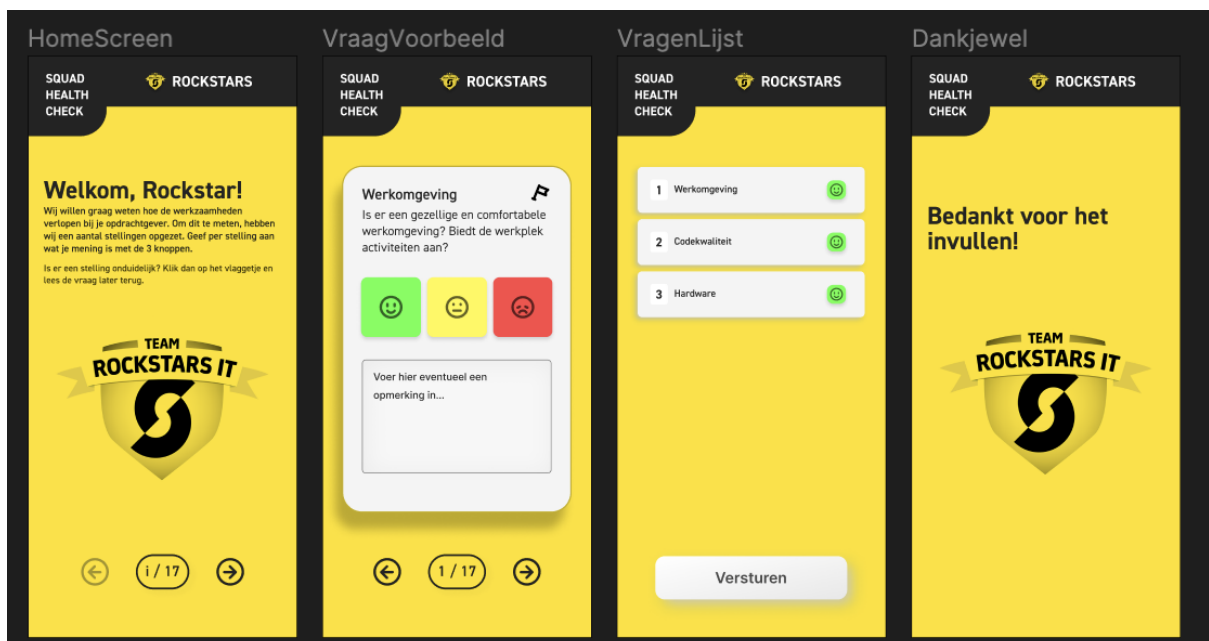 HomeScreen
SQUAD
HEALTH
CHECK
ROCKSTARS
Welkom, Rockstar!
Wij willen graag weten hoe de werkzaamheden
verlopen bij je opdrachtgever. Om dit te meten, hebben
wij een aantal stellingen opgezet. Geef per stelling aan
wat je mening is met de 3 knoppen.
Is er een stelling onduidelijk? Klik dan op het vlaggetje en
lees de vraag later terug.
TEAM
ROCKSTARS IT
i / 17
VraagVoorbeeld
SQUAD
HEALTH
CHECK
ROCKSTARS
Werkomgeving
Is er een gezellige en comfortabele
werkomgeving? Biedt de werkplek
activiteiten aan?
Voer hier eventueel een
opmerking in...
1 / 17
VragenLijst
SQUAD
HEALTH
CHECK
ROCKSTARS
1 Werkomgeving
2 Codekwaliteit
3 Hardware
Versturen
Dankjewel
SQUAD
HEALTH
CHECK
ROCKSTARS
Bedankt voor het
invullen!
TEAM
ROCKSTARS IT